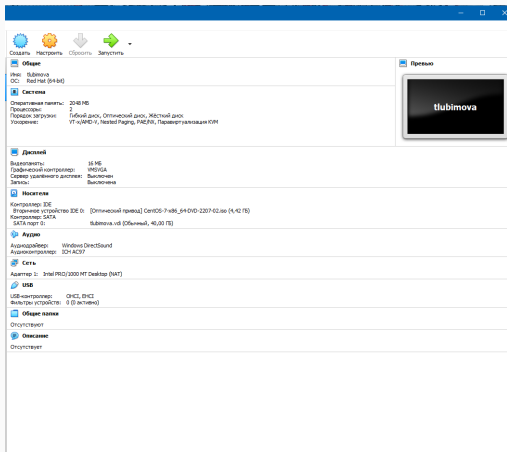 Создать Настроить Сбросить Запустить
Общие
Имя: tlubimova
ОС: Red Hat (64-bit)
Превью
tlubimova
Система
Оперативная память: 2048 МБ
Процессоры: 2
Порядок загрузки: Гибкий диск, Оптический диск, Жёсткий диск
Ускорение: VT-x/AMD-V, Nested Paging, PAE/NX, Паравиртуализация KVM
Дисплей
Видеопамять: 16 МБ
Графический контроллер: VMSVGA
Сервер удалённого дисплея: Выключен
Запись: Выключена
Носители
Контроллер: IDE
Вторичное устройство IDE 0: [Оптический привод] CentOS-7-x86_64-DVD-2207-02.iso (4,42 ГБ)
Контроллер: SATA
SATA порт 0: tlubimova.vdi (Обычный, 40,00 ГБ)
Аудио
Аудиодрайвер: Windows DirectSound
Аудиоконтроллер: ICH AC97
Сеть
Адаптер 1: Intel PRO/1000 MT Desktop (NAT)
USB
USB-контроллер: OHCI, EHCI
Фильтры устройств: 0 (0 активно)
Общие папки
Отсутствуют
Описание
Отсутствует